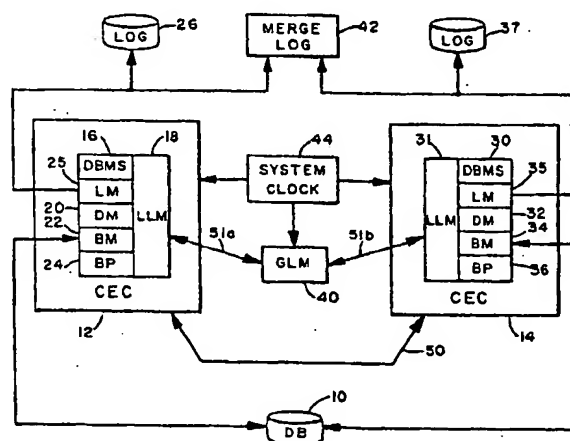 26
LOG
MERGE
LOG
42
37
LOG
16
18
44
31
30
25
DBMS
LM
20
DM
22
BM
24
BP
LLM
CEC
12
SYSTEM
CLOCK
51a
51b
GLM
40
LLM
DBMS
35
LM
DM
32
BM
34
BP
36
CEC
14
50
10
DB